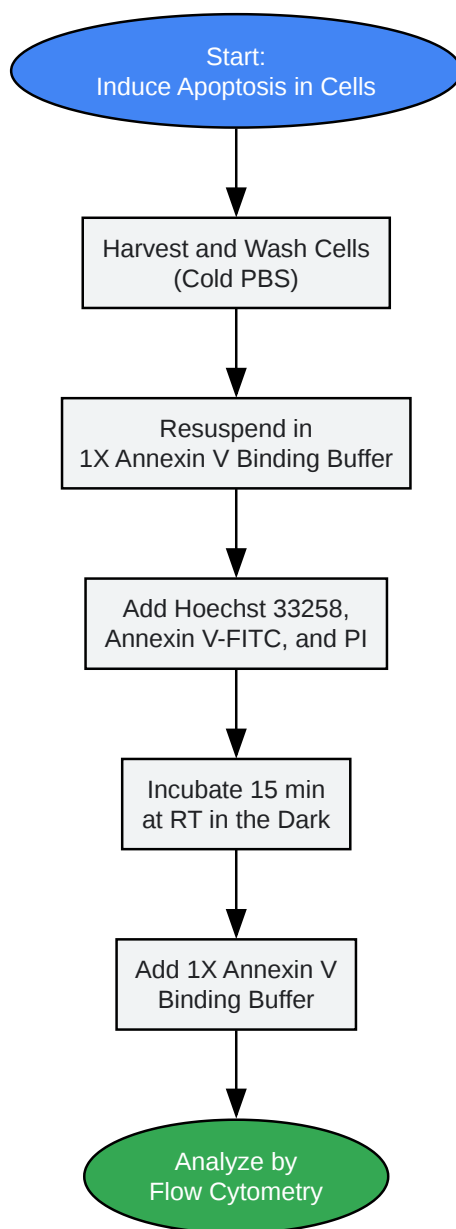 Start:
Induce Apoptosis in Cells
Harvest and Wash Cells
(Cold PBS)
Resuspend in
1X Annexin V Binding Buffer
Add Hoechst 33258,
Annexin V-FITC, and PI
Incubate 15 min
at RT in the Dark
Add 1X Annexin V
Binding Buffer
Analyze by
Flow Cytometry